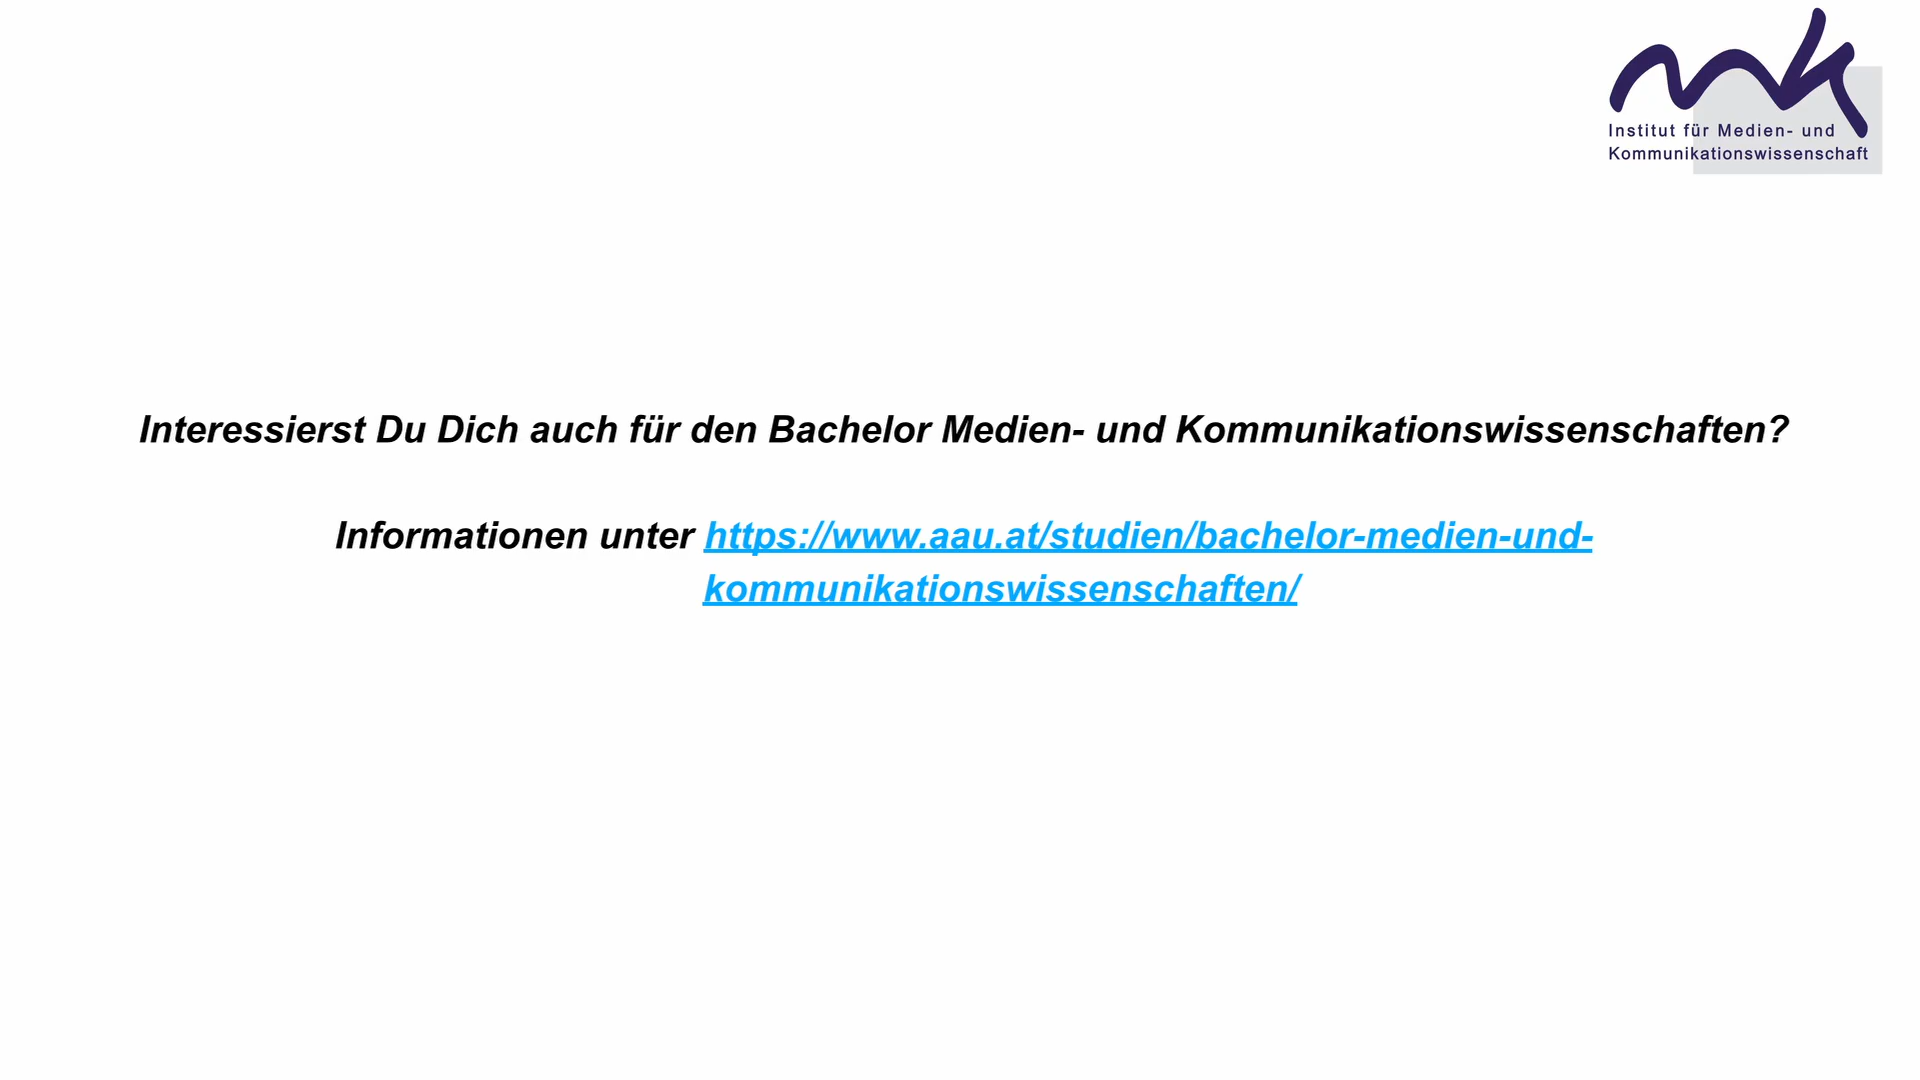 mk
Institut für Medien- und
Kommunikationswissenschaft
Interessierst Du Dich auch für den Bachelor Medien- und Kommunikationswissenschaften?
Informationen unter https://www.aau.at/studien/bachelor-medien-und-
kommunikationswissenschaften/